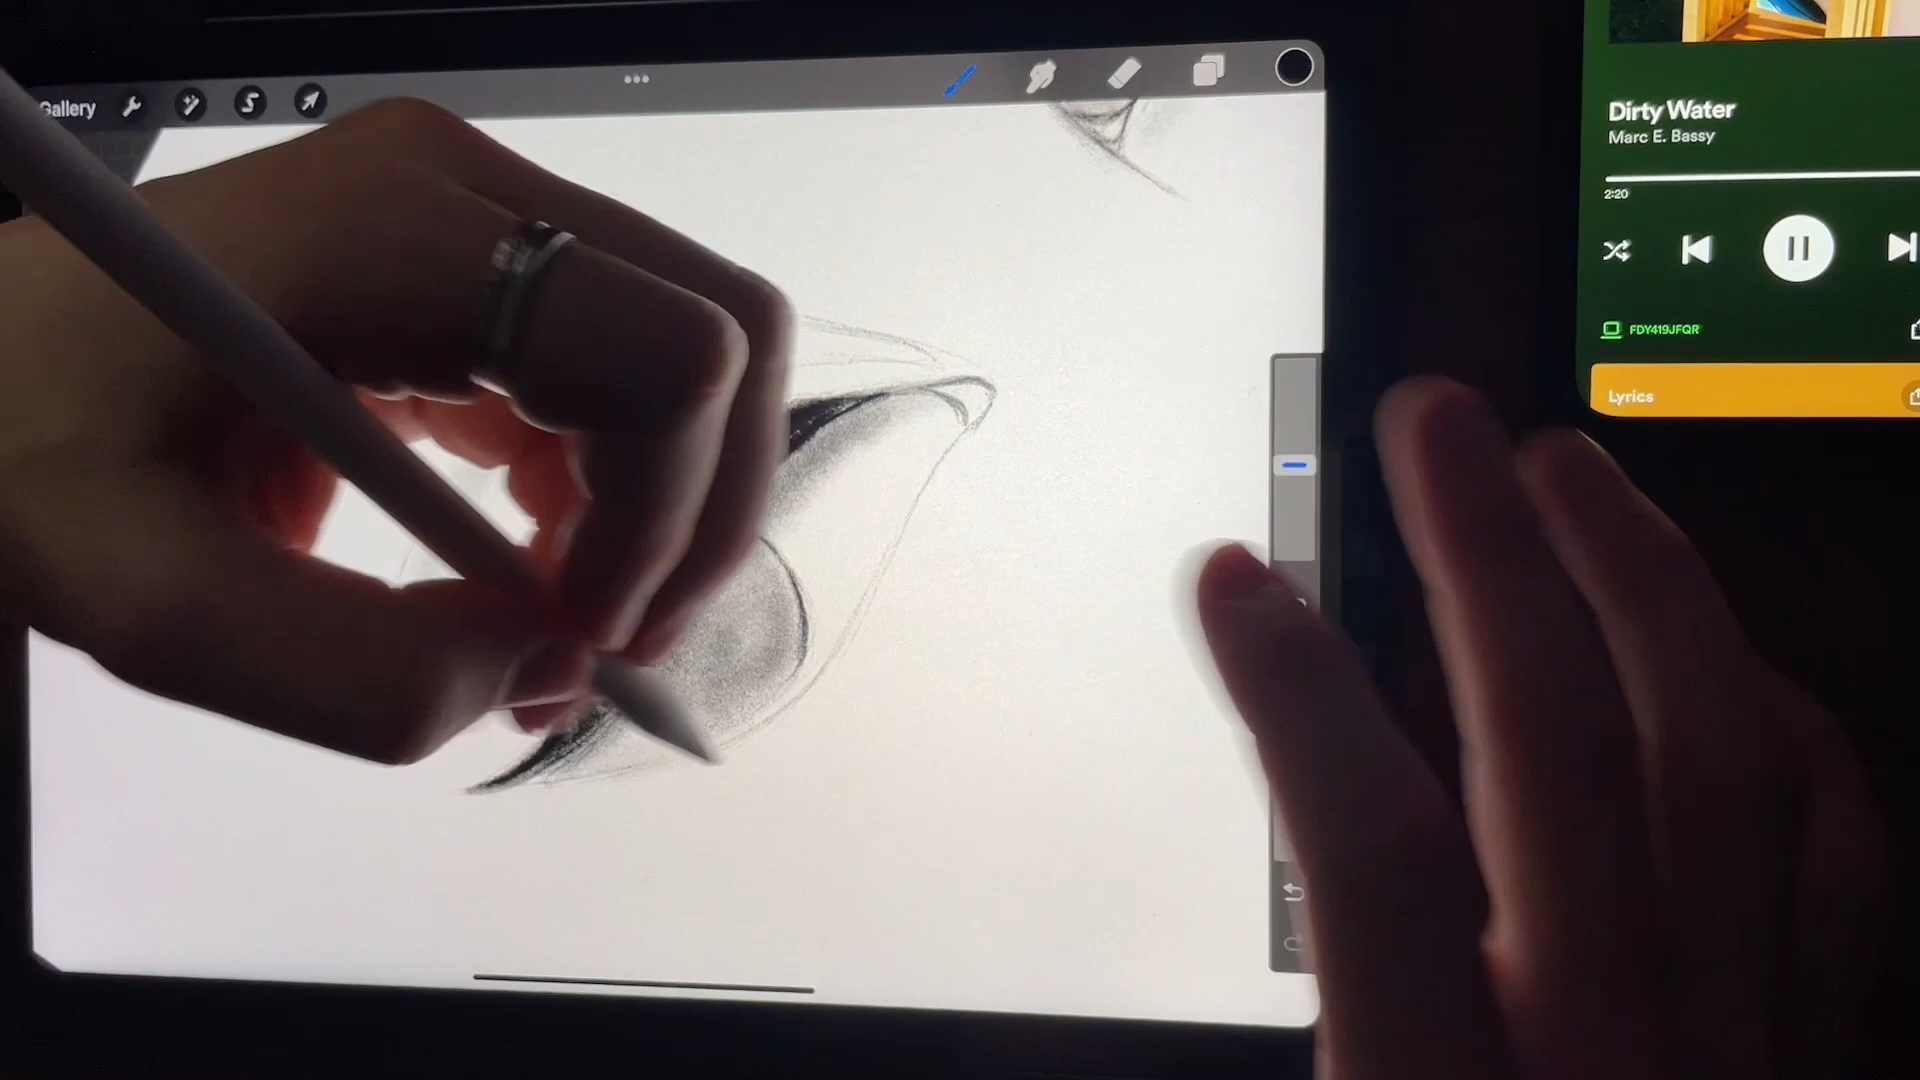 Gallery
Dirty Water
Marc E. Bassy
2:20
FDY419JFQR
Lyrics